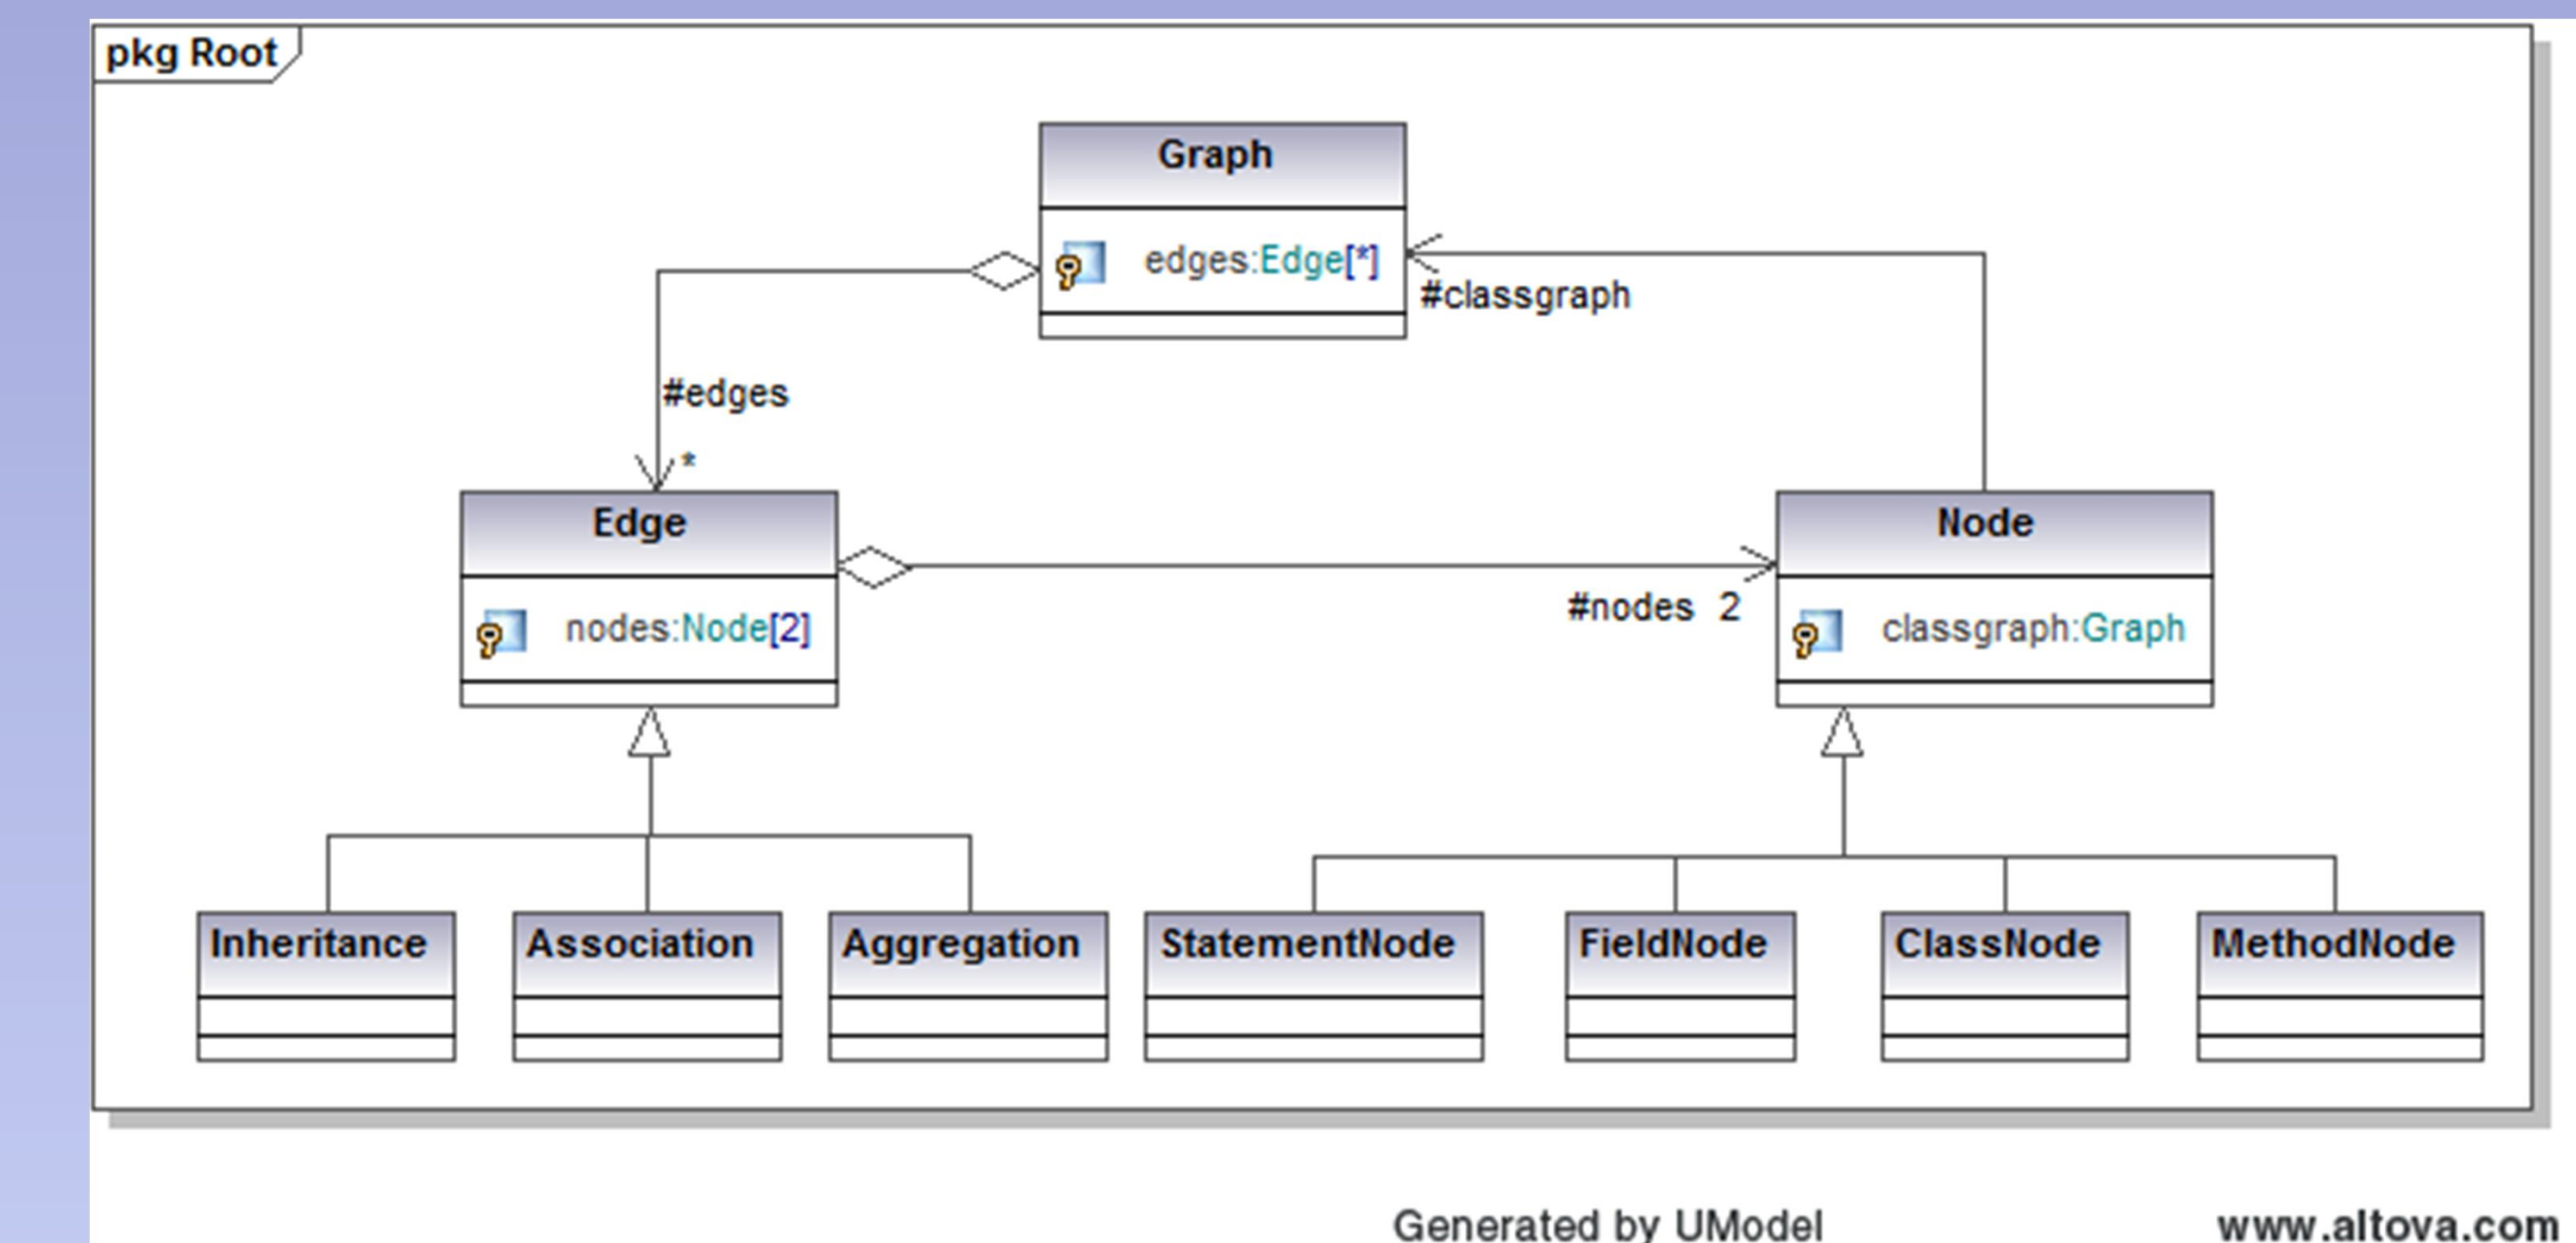 pkg Root
Graph
edges:Edge[*]
#classgraph
#edges
*
Edge
Node
nodes:Node[2]
#nodes 2
classgraph:Graph
Inheritance
Association
Aggregation
StatementNode
FieldNode
ClassNode
MethodNode
Generated by UModel
www.altova.com